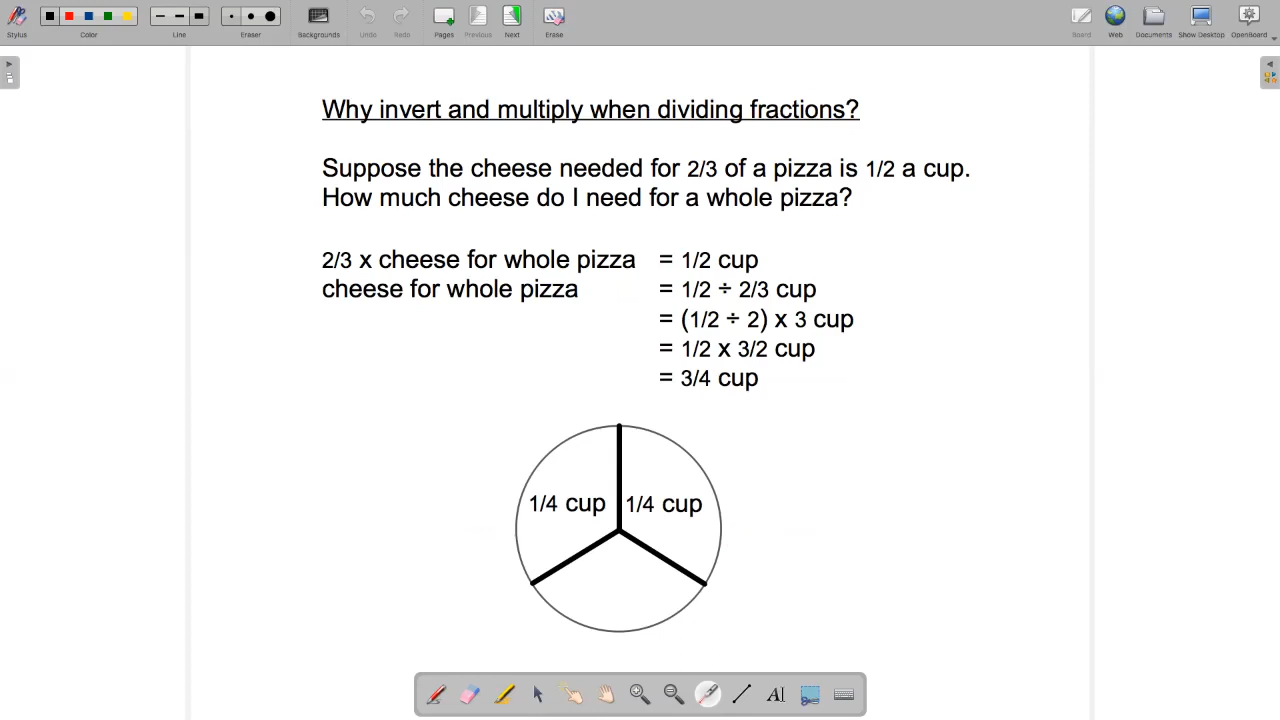 Stylus Color Line Eraser Backgrounds Undo Redo Pages Previous Next Erase Board Web Documents Show Desktop OpenBoard
Why invert and multiply when dividing fractions?
Suppose the cheese needed for 2/3 of a pizza is 1/2 a cup.
How much cheese do I need for a whole pizza?
2/3 x cheese for whole pizza = 1/2 cup
cheese for whole pizza = 1/2 ÷ 2/3 cup
= (1/2 ÷ 2) x 3 cup
= 1/2 x 3/2 cup
= 3/4 cup
1/4 cup 1/4 cup
AI